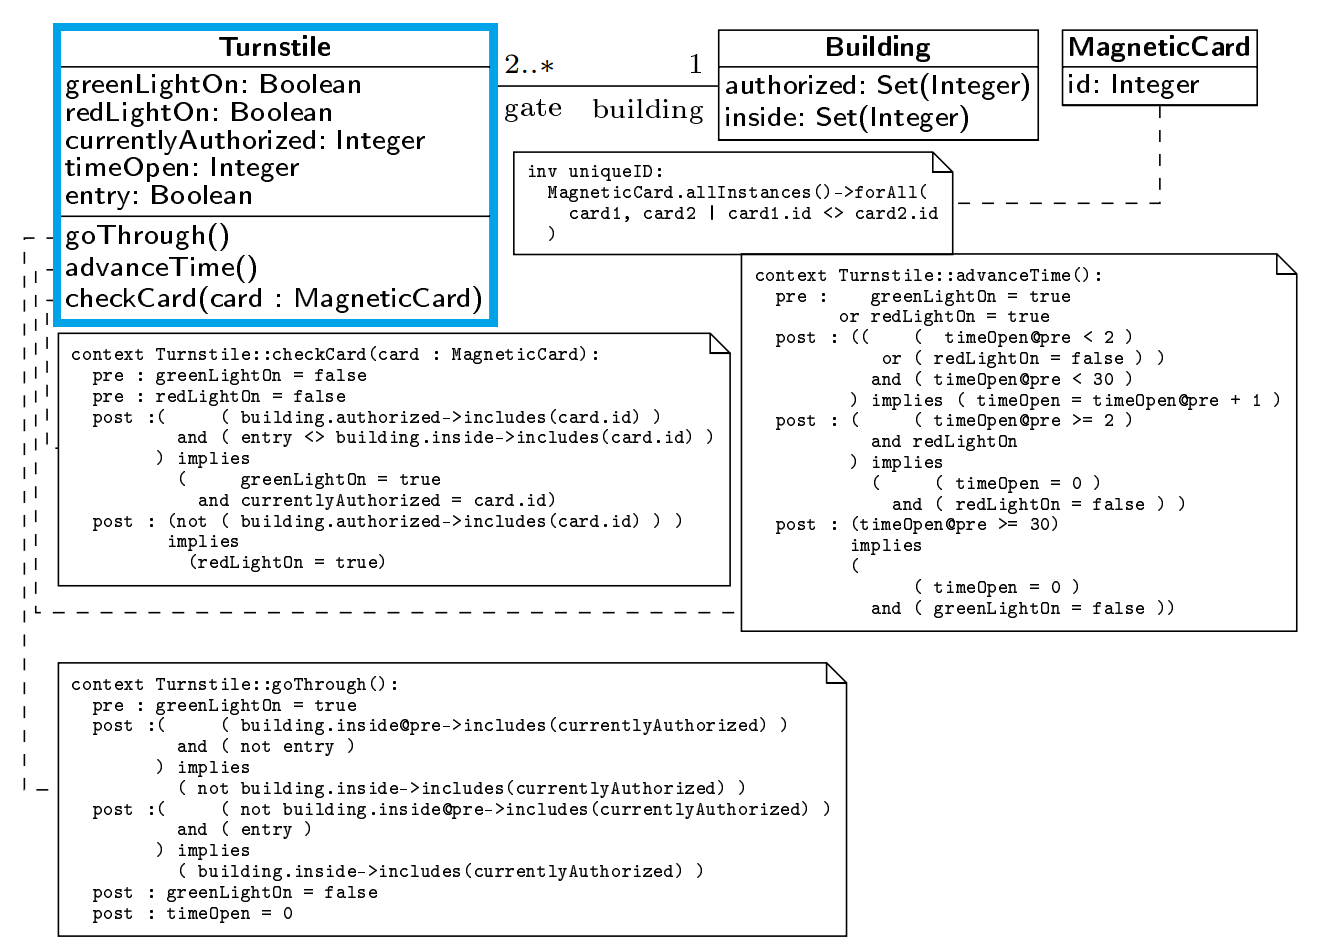 Turnstile
greenLightOn: Boolean
redLightOn: Boolean
currentlyAuthorized: Integer
timeOpen: Integer
entry: Boolean
goThrough()
advanceTime()
checkCard(card : MagneticCard)
2..*
1
gate
building
Building
authorized: Set(Integer)
inside: Set(Integer)
MagneticCard
id: Integer
inv uniqueID:
MagneticCard.allInstances()->forAll(
card1, card2 | card1.id <> card2.id
)
context Turnstile::advanceTime():
pre :    greenLightOn = true
or redLightOn = true
post : ((    (  timeOpen@pre < 2 )
or ( redLightOn = false ) )
and ( timeOpen@pre < 30 )
) implies ( timeOpen = timeOpen@pre + 1 )
post : (     ( timeOpen@pre >= 2 )
and redLightOn
) implies
(     ( timeOpen = 0 )
and ( redLightOn = false ) )
post : (timeOpen@pre >= 30)
implies
(
( timeOpen = 0 )
and ( greenLightOn = false ))
context Turnstile::checkCard(card : MagneticCard):
pre : greenLightOn = false
pre : redLightOn = false
post :(     ( building.authorized->includes(card.id) )
and ( entry <> building.inside->includes(card.id) )
) implies
(     greenLightOn = true
and currentlyAuthorized = card.id)
post : (not ( building.authorized->includes(card.id) ) )
implies
(redLightOn = true)
context Turnstile::goThrough():
pre : greenLightOn = true
post :(     ( building.inside@pre->includes(currentlyAuthorized) )
and ( not entry )
) implies
( not building.inside->includes(currentlyAuthorized) )
post :(     ( not building.inside@pre->includes(currentlyAuthorized) )
and ( entry )
) implies
( building.inside->includes(currentlyAuthorized) )
post : greenLightOn = false
post : timeOpen = 0